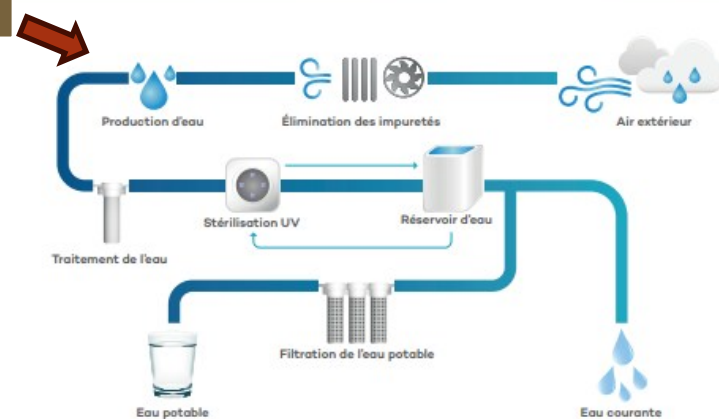 Production d'eau
Élimination des impuretés
Air extérieur
Stérilisation UV
Réservoir d'eau
Traitement de l'eau
Filtration de l'eau potable
Eau potable
Eau courante